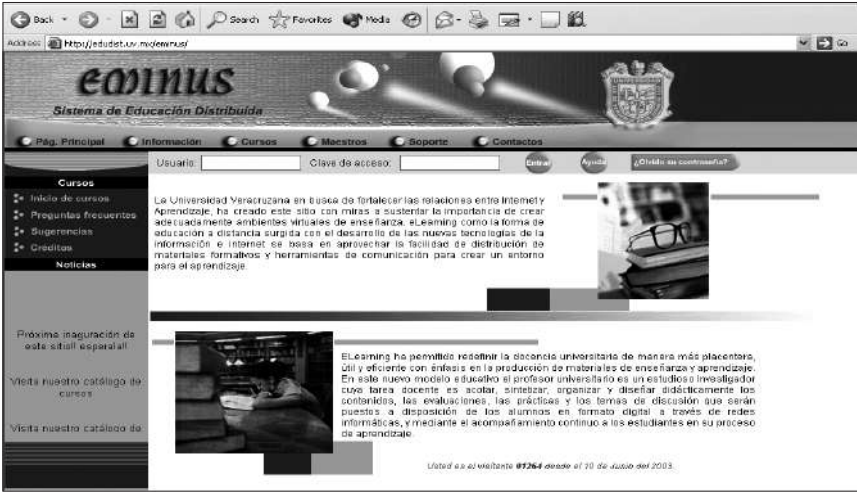 Back
Search
Favorites
Media
Address
http://edudist.uv.mx/eminus/
Go
eminus
Sistema de Educación Distribuida
Pág. Principal
Información
Cursos
Maestros
Soporte
Contactos
Usuario:
Clave de acceso:
Entrar
Ayuda
¿Olvido su contraseña?
Cursos
Inicio de cursos
Preguntas frecuentes
Sugerencias
Créditos
Noticias
Próxima inaguración de
este sitio!! esperala!!
Visita nuestro catálogo de
cursos
Visita nuestro catálogo de
La Universidad Veracruzana en busca de fortalecer las relaciones entre Internet y
Aprendizaje, ha creado este sitio con miras a sustentar la importancia de crear
adecuadamente ambientes virtuales de enseñanza. eLearning como la forma de
educación a distancia surgida con el desarrollo de las nuevas tecnologías de la
información e internet se basa en aprovechar la facilidad de distribución de
materiales formativos y herramientas de comunicación para crear un entorno
para el aprendizaje.
ELearning ha permitido redefinir la docencia universitaria de manera más placentera,
útil y eficiente con énfasis en la producción de materiales de enseñanza y aprendizaje.
En este nuevo modelo educativo el profesor universitario es un estudioso investigador
cuya tarea docente es acotar, sintetizar, organizar y diseñar didácticamente los
contenidos, las evaluaciones, las prácticas y los temas de discusión que serán
puestos a disposición de los alumnos en formato digital a través de redes
informáticas, y mediante el acompañamiento continuo a los estudiantes en su proceso
de aprendizaje.
Usted es el visitante 01264 desde el 10 de Junio del 2003.